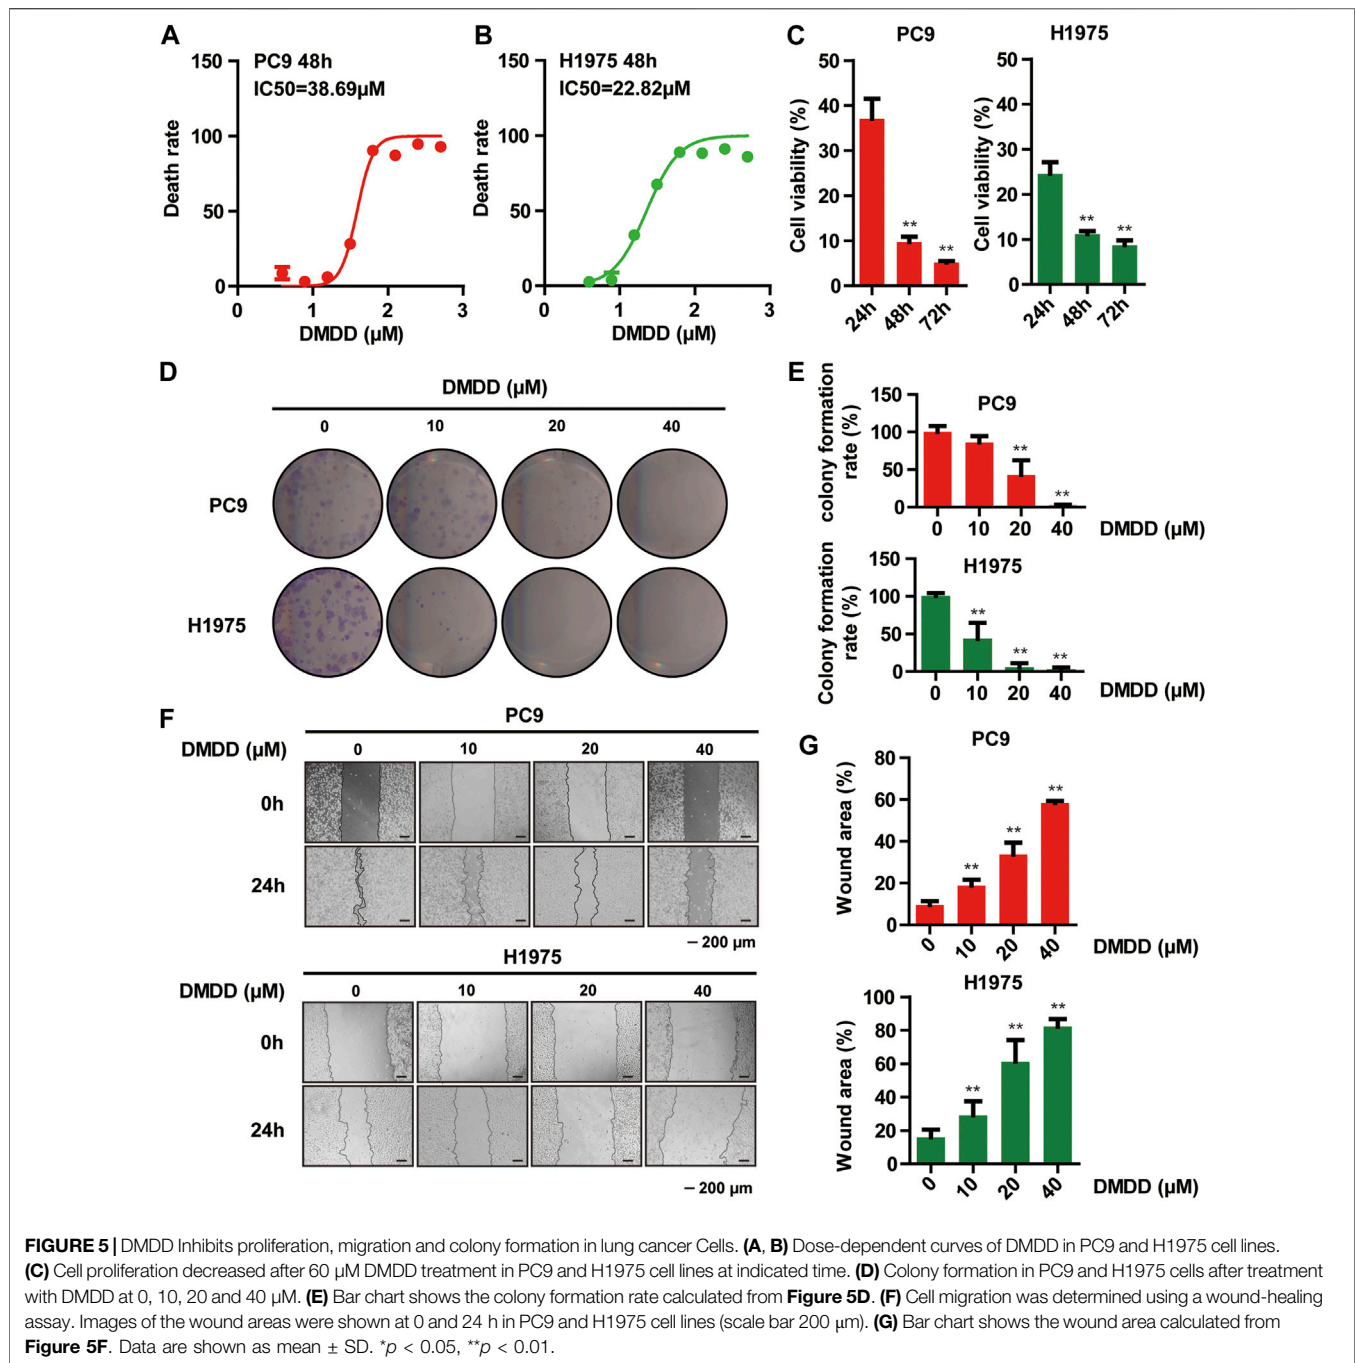 A
PC9 48h
IC50=38.69µM
Death rate
150
100
50
0
0 1 2 3
DMDD (µM)
B
H1975 48h
IC50=22.82µM
Death rate
150
100
50
0
0 1 2 3
DMDD (µM)
C
PC9
Cell viability (%)
50
40
30
20
10
0
**
**
24h 48h 72h
H1975
Cell viability (%)
50
40
30
20
10
0
**
**
24h 48h 72h
D
DMDD (µM)
0 10 20 40
PC9
H1975
E
colony formation
rate (%)
PC9
150
100
50
0
**
**
0 10 20 40 DMDD (µM)
Colony formation
rate (%)
H1975
150
100
50
0
**
**
**
0 10 20 40 DMDD (µM)
F
PC9
DMDD (µM) 0 10 20 40
0h
24h
200 µm
H1975
DMDD (µM) 0 10 20 40
0h
24h
200 µm
G
PC9
Wound area (%)
80
60
40
20
0
**
**
**
0 10 20 40 DMDD (µM)
H1975
Wound area (%)
100
80
60
40
20
0
**
**
**
0 10 20 40 DMDD (µM)
FIGURE 5 | DMDD Inhibits proliferation, migration and colony formation in lung cancer Cells. (A, B) Dose-dependent curves of DMDD in PC9 and H1975 cell lines.
(C) Cell proliferation decreased after 60 µM DMDD treatment in PC9 and H1975 cell lines at indicated time. (D) Colony formation in PC9 and H1975 cells after treatment
with DMDD at 0, 10, 20 and 40 µM. (E) Bar chart shows the colony formation rate calculated from Figure 5D. (F) Cell migration was determined using a wound-healing
assay. Images of the wound areas were shown at 0 and 24 h in PC9 and H1975 cell lines (scale bar 200 µm). (G) Bar chart shows the wound area calculated from
Figure 5F. Data are shown as mean ± SD. *p < 0.05, **p < 0.01.